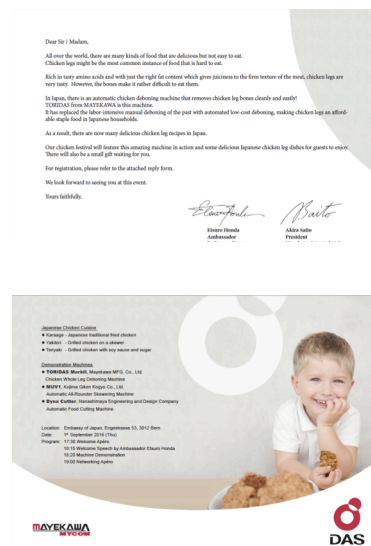 Dear Sir / Madam,
All over the world, there are many kinds of food that are delicious but not easy to eat.
Chicken legs might be the most common instance of food that is hard to eat.
Rich in tasty amino acids and with just the right fat content which gives juiciness to the firm texture of the meat, chicken legs are
very tasty.  However, the bones make it rather difficult to eat them.
In Japan, there is an automatic chicken deboning machine that removes chicken leg bones cleanly and easily!
TORIDAS from MAYEKAWA is this machine.
It has replaced the labor-intensive manual deboning of the past with automated low-cost deboning, making chicken legs an afford-
able staple food in Japanese households.
As a result, there are now many delicious chicken leg recipes in Japan.
Our chicken festival will feature this amazing machine in action and some delicious Japanese chicken leg dishes for guests to enjoy.
There will also be a small gift waiting for you.
For registration, please refer to the attached reply form.
We look forward to seeing you at this event.
Yours faithfully,
Etsuro Honda
Akira Saito
Ambassador
President
Japanese Chicken Cuisine
● Karaage - Japanese traditional fried chicken
● Yakitori - Grilled chicken on a skewer
● Teriyaki - Grilled chicken with soy sauce and sugar
Demonstration Machines
● TORIDAS MarkII, Mayekawa MFG. Co., Ltd.
Chicken Whole Leg Deboning Machine
● MUV1, Kojima Giken Kogyo Co., Ltd.
Automatic All-Rounder Skewering Machine
● Dyna Cutter, Nanashimaya Engineering and Design Company
Automatic Food Cutting Machine
Location: Embassy of Japan, Engestrasse 53, 3012 Bern
Date: 1st September 2016 (Thu)
Program: 17:30 Welcome Apéro
18:15 Welcome Speech by Ambassador Etsuro Honda
18:20 Machine Demonstration
19:00 Networking Apéro
MAYEKAWA
MYCOM
DAS